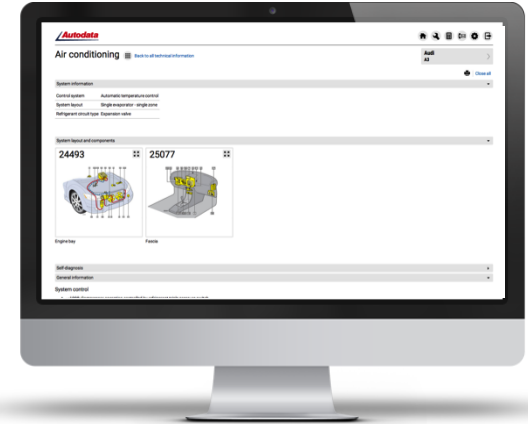 Autodata
Air conditioning Back to all technical information
Audi
A3
Close all
System information
Control system Automatic temperature control
System layout Single evaporator - single zone
Refrigerant circuit type Expansion valve
System layout and components
24493
25077
Engine bay
Fascia
Self-diagnosis
General information
System control